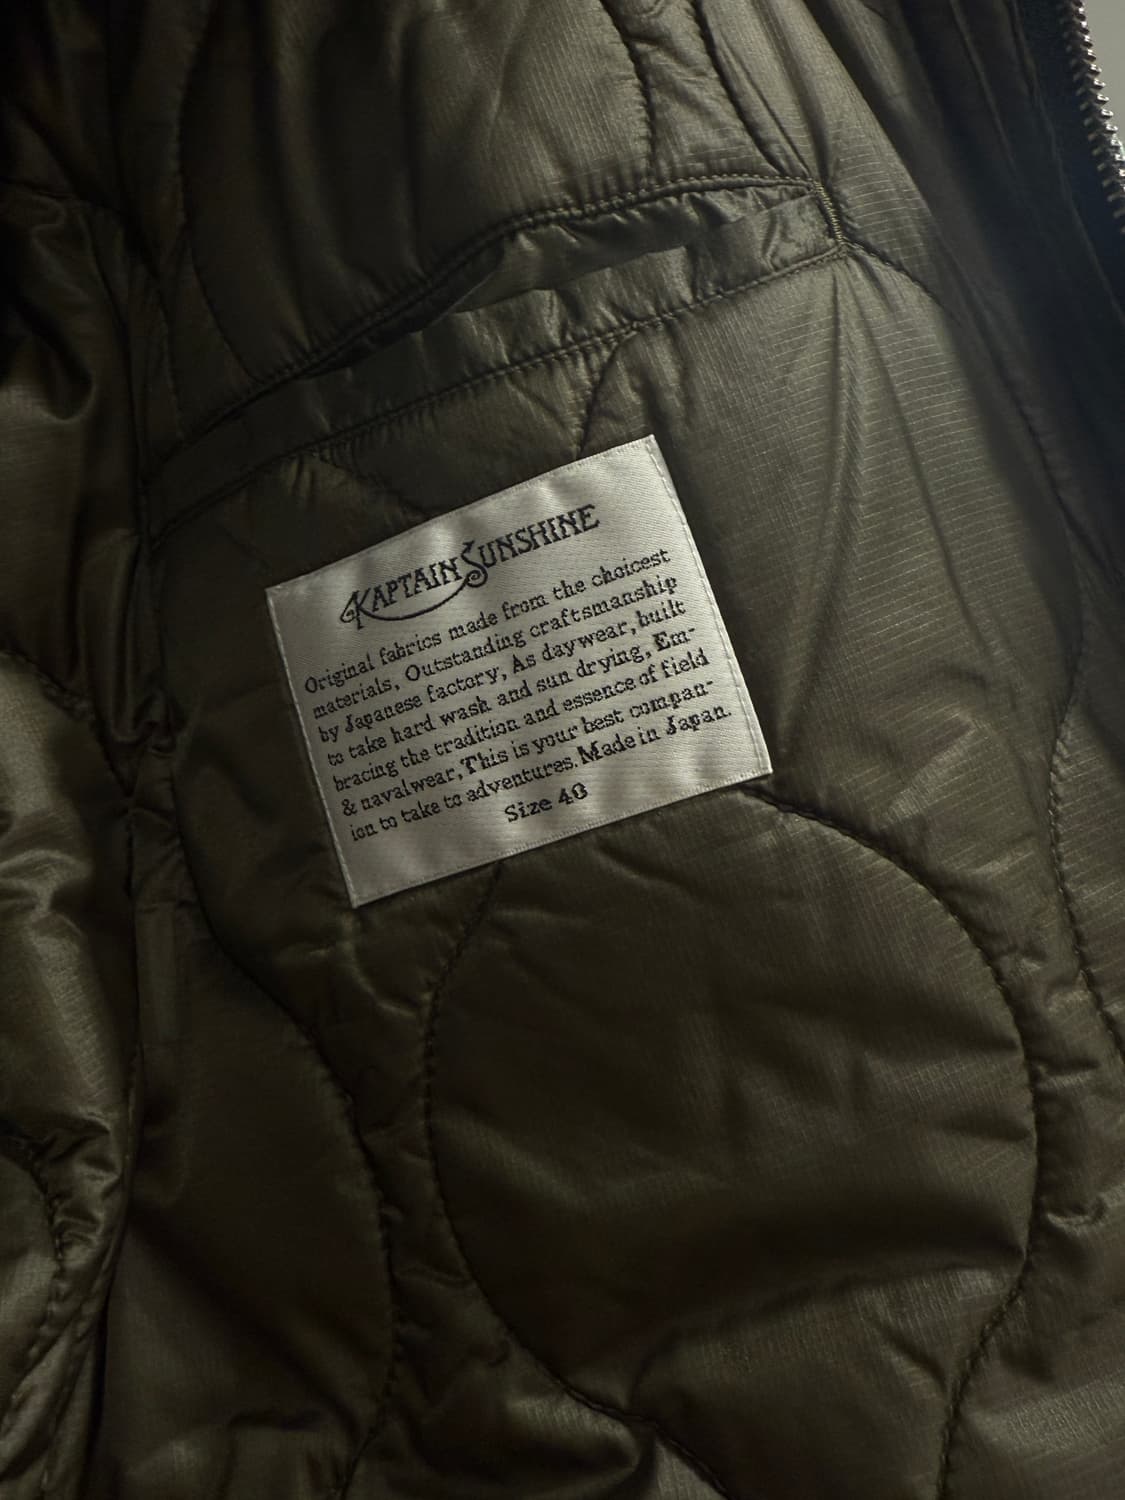 KAPTAIN SUNSHINE
Original fabrics made from the choicest
materials, Outstanding craftsmanship
by Japanese factory, As daywear, built
to take hard wash and sun drying, Em-
bracing the tradition and essence of field
& navalwear, This is your best compan-
ion to take to adventures. Made in Japan.
Size 40